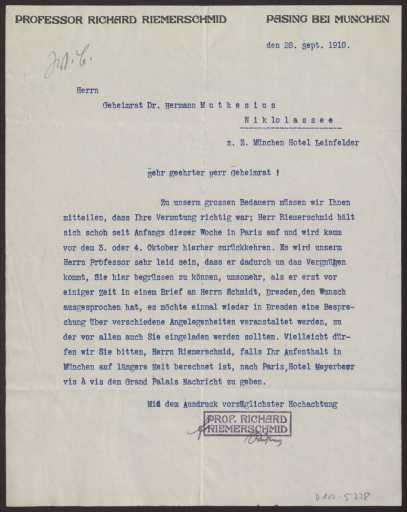 PROFESSOR RICHARD RIEMERSCHMID PASING BEI MUNCHEN
den 28. Sept. 1910.
Herrn
Geheimrat Dr. Hermann Muthesius
Niklolassee
z. Z. München Hotel Leinfelder
Sehr geehrter Herr Geheimrat !
Zu unserm grossen Bedauern müssen wir Ihnen
mitteilen, dass Ihre Vermutung richtig war; Herr Riemerschmid hält
sich schob seit Anfangs dieser Woche in Paris auf und wird kaum
vor den 3. oder 4. Oktober hierher zurückkehren. Es wird unserm
Herrn Professor sehr leid sein, dass er dadurch um das Vergnügen
kommt, Sie hier begrüssen zu können, umsomehr, als er erst vor
einiger Zeit in einem Brief an Herrn Schmidt, Dresden, den Wunsch
ausgesprochen hat, es möchte einmal wieder in Dresden eine Bespre-
chung über verschiedene Angelegenheiten veranstaltet werden, zu
der vor allen auch Sie eingeladen werden sollten. Vielleicht dür-
fen wir Sie bitten, Herrn Riemerschmid, falls Ihr Aufenthalt in
München auf längere Zeit berechnet ist, nach Paris, Hotel Meyerbeer
vis à vis den Grand Palais Nachricht zu geben.
Mid dem Ausdruck vorzüglichster Hochachtung
PROF. RICHARD
RIEMERSCHMID